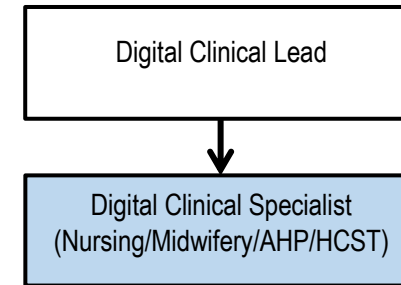 Digital Clinical Lead
Digital Clinical Specialist
(Nursing/Midwifery/AHP/HCST)